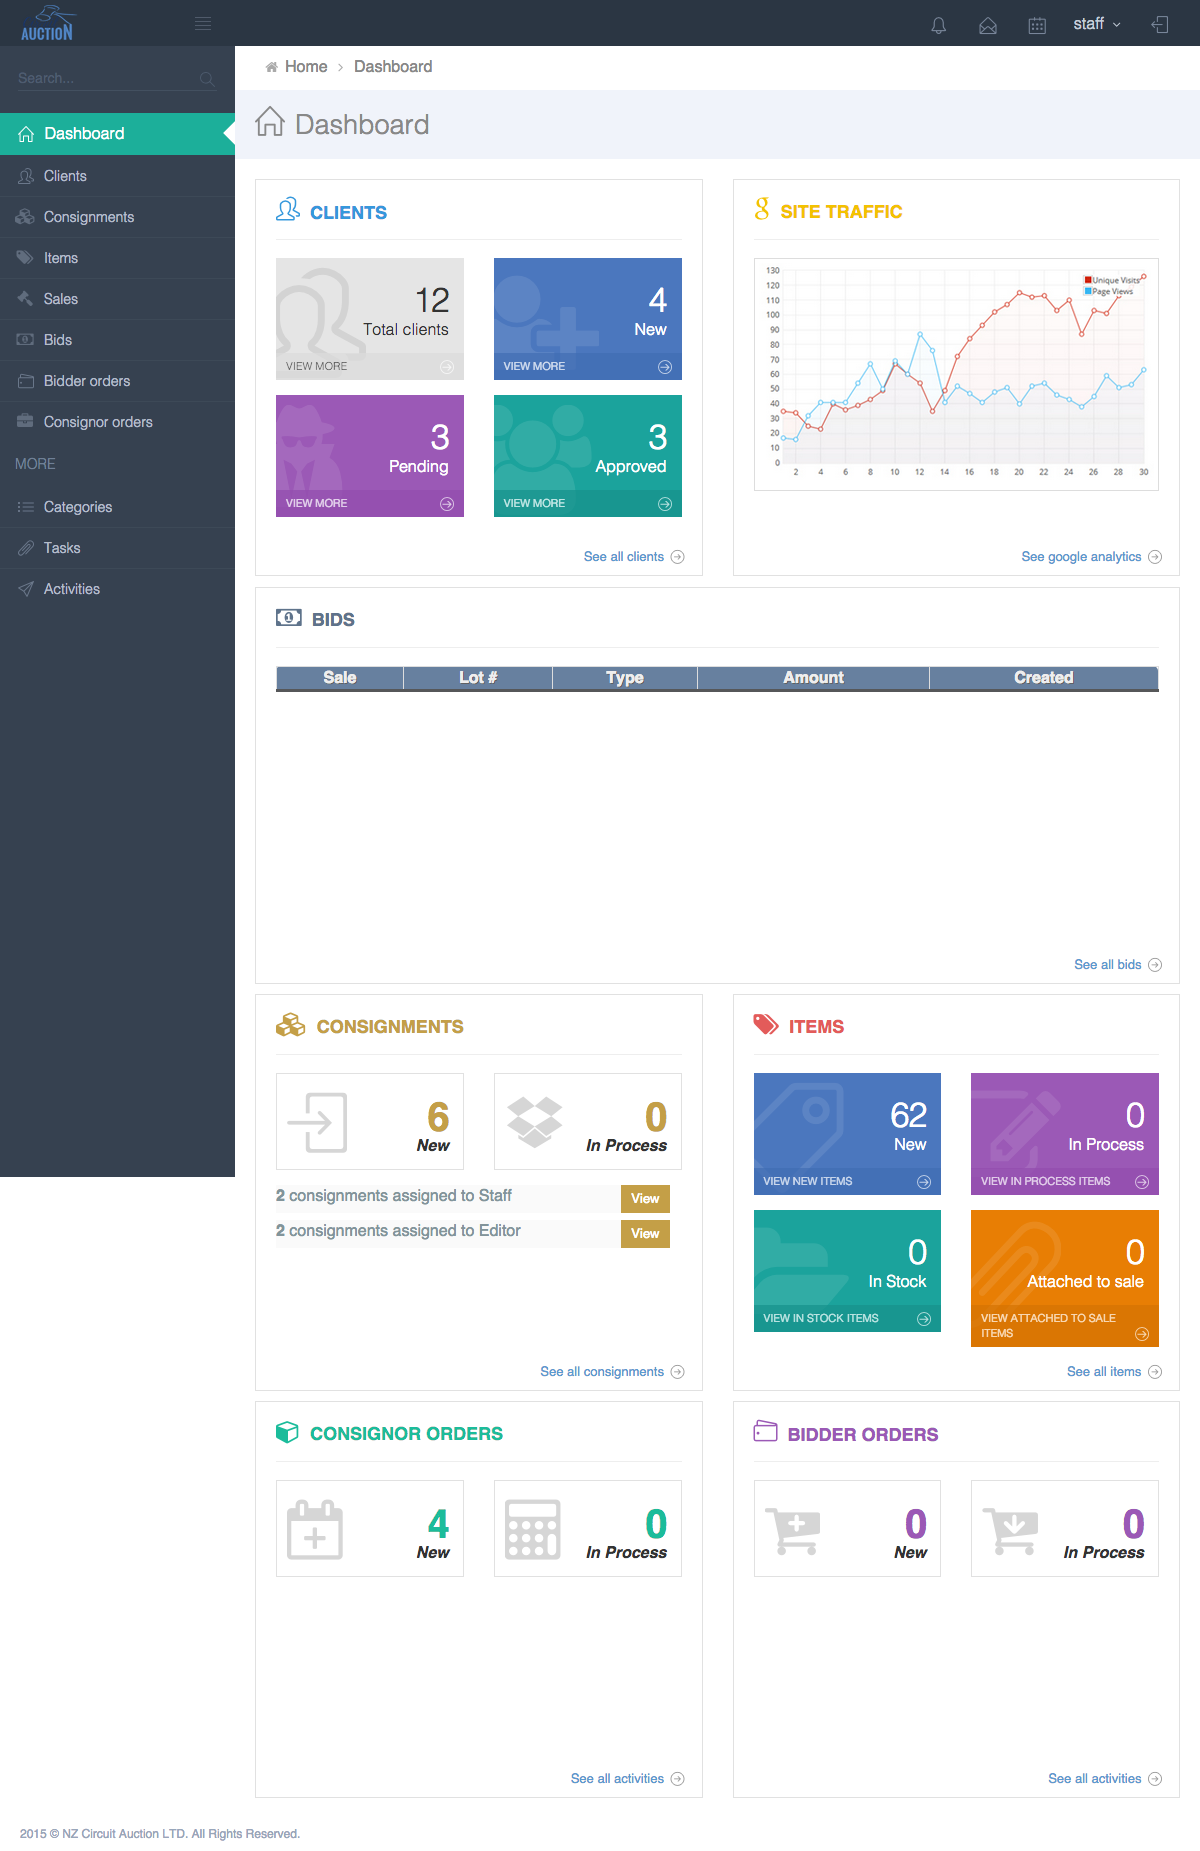 AUCTION
staff
Search...
Dashboard
Clients
Consignments
Items
Sales
Bids
Bidder orders
Consignor orders
MORE
Categories
Tasks
Activities
Home > Dashboard
Dashboard
CLIENTS
12
Total clients
VIEW MORE
4
New
VIEW MORE
3
Pending
VIEW MORE
3
Approved
VIEW MORE
See all clients
g SITE TRAFFIC
Unique Visits
Page Views
130
120
110
100
90
80
70
60
50
40
30
20
10
0
2 4 6 8 10 12 14 16 18 20 22 24 26 28 30
See google analytics
1 BIDS
Sale Lot # Type Amount Created
See all bids
CONSIGNMENTS
6
New
0
In Process
2 consignments assigned to Staff View
2 consignments assigned to Editor View
See all consignments
ITEMS
62
New
VIEW NEW ITEMS
0
In Process
VIEW IN PROCESS ITEMS
0
In Stock
VIEW IN STOCK ITEMS
0
Attached to sale
VIEW ATTACHED TO SALE
ITEMS
See all items
CONSIGNOR ORDERS
4
New
0
In Process
See all activities
BIDDER ORDERS
0
New
0
In Process
See all activities
2015 © NZ Circuit Auction LTD. All Rights Reserved.